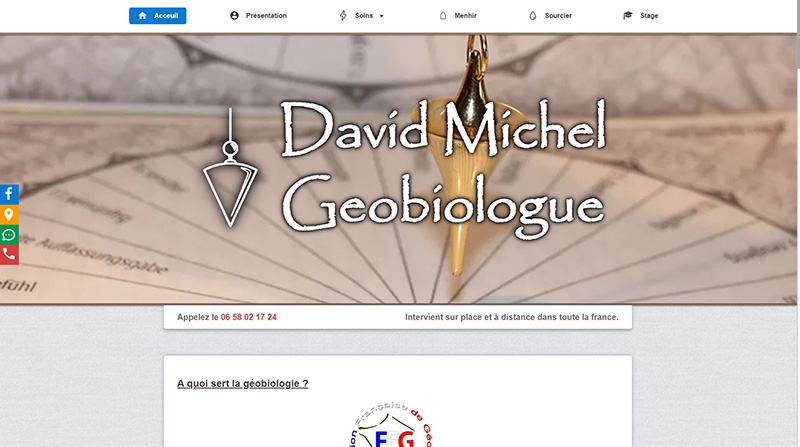 Acceuil
Présentation
Soins
Menhir
Sourcier
Stage
David Michel
Geobiologue
Auffassungsgabe
Appelez le 06 58 02 17 24
Intervient sur place et à distance dans toute la france.
A quoi sert la géobiologie ?
Française de Géo
FFG